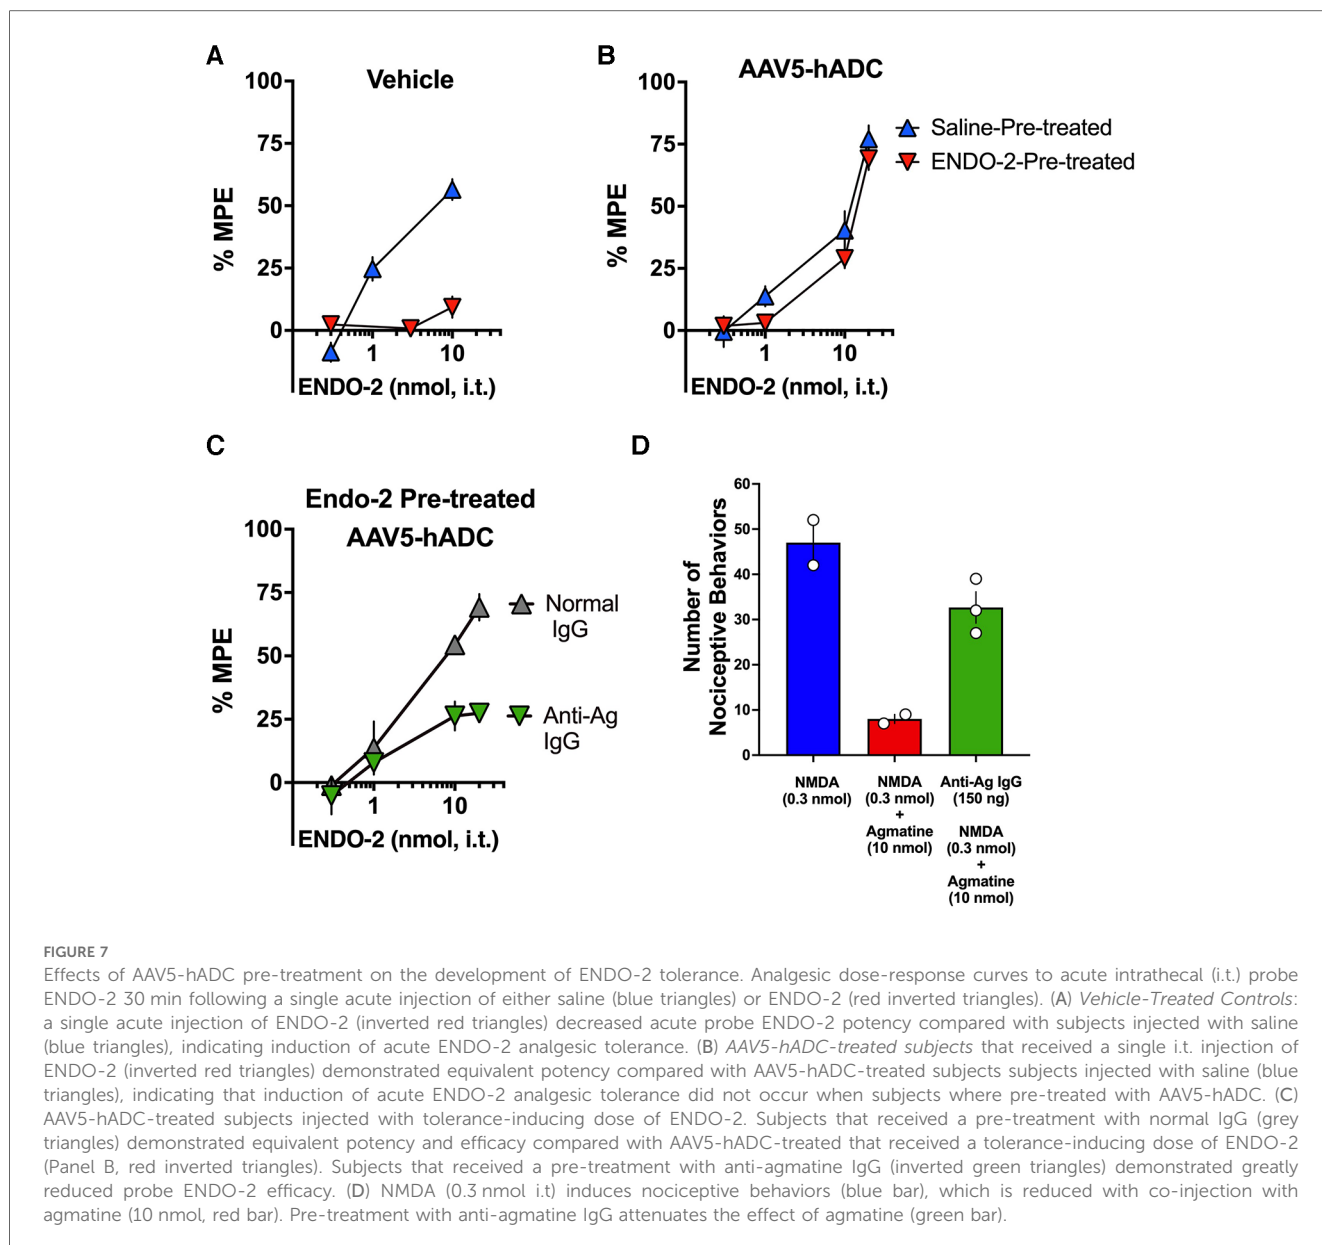 A
Vehicle
100
75
50
25
0
% MPE
1
10
ENDO-2 (nmol, i.t.)
B
AAV5-hADC
100
75
50
25
0
% MPE
1
10
ENDO-2 (nmol, i.t.)
Saline-Pre-treated
ENDO-2-Pre-treated
C
Endo-2 Pre-treated
AAV5-hADC
100
75
50
25
0
% MPE
1
10
ENDO-2 (nmol, i.t.)
Normal
IgG
Anti-Ag
IgG
D
60
50
40
30
20
10
0
Number of
Nociceptive Behaviors
NMDA
(0.3 nmol)
NMDA
(0.3 nmol)
+
Agmatine
(10 nmol)
Anti-Ag IgG
(150 ng)
NMDA
(0.3 nmol)
+
Agmatine
(10 nmol)
FIGURE 7
Effects of AAV5-hADC pre-treatment on the development of ENDO-2 tolerance. Analgesic dose-response curves to acute intrathecal (i.t.) probe
ENDO-2 30 min following a single acute injection of either saline (blue triangles) or ENDO-2 (red inverted triangles). (A) Vehicle-Treated Controls:
a single acute injection of ENDO-2 (inverted red triangles) decreased acute probe ENDO-2 potency compared with subjects injected with saline
(blue triangles), indicating induction of acute ENDO-2 analgesic tolerance. (B) AAV5-hADC-treated subjects that received a single i.t. injection of
ENDO-2 (inverted red triangles) demonstrated equivalent potency compared with AAV5-hADC-treated subjects subjects injected with saline (blue
triangles), indicating that induction of acute ENDO-2 analgesic tolerance did not occur when subjects where pre-treated with AAV5-hADC. (C)
AAV5-hADC-treated subjects injected with tolerance-inducing dose of ENDO-2. Subjects that received a pre-treatment with normal IgG (grey
triangles) demonstrated equivalent potency and efficacy compared with AAV5-hADC-treated that received a tolerance-inducing dose of ENDO-2
(Panel B, red inverted triangles). Subjects that received a pre-treatment with anti-agmatine IgG (inverted green triangles) demonstrated greatly
reduced probe ENDO-2 efficacy. (D) NMDA (0.3 nmol i.t) induces nociceptive behaviors (blue bar), which is reduced with co-injection with
agmatine (10 nmol, red bar). Pre-treatment with anti-agmatine IgG attenuates the effect of agmatine (green bar).